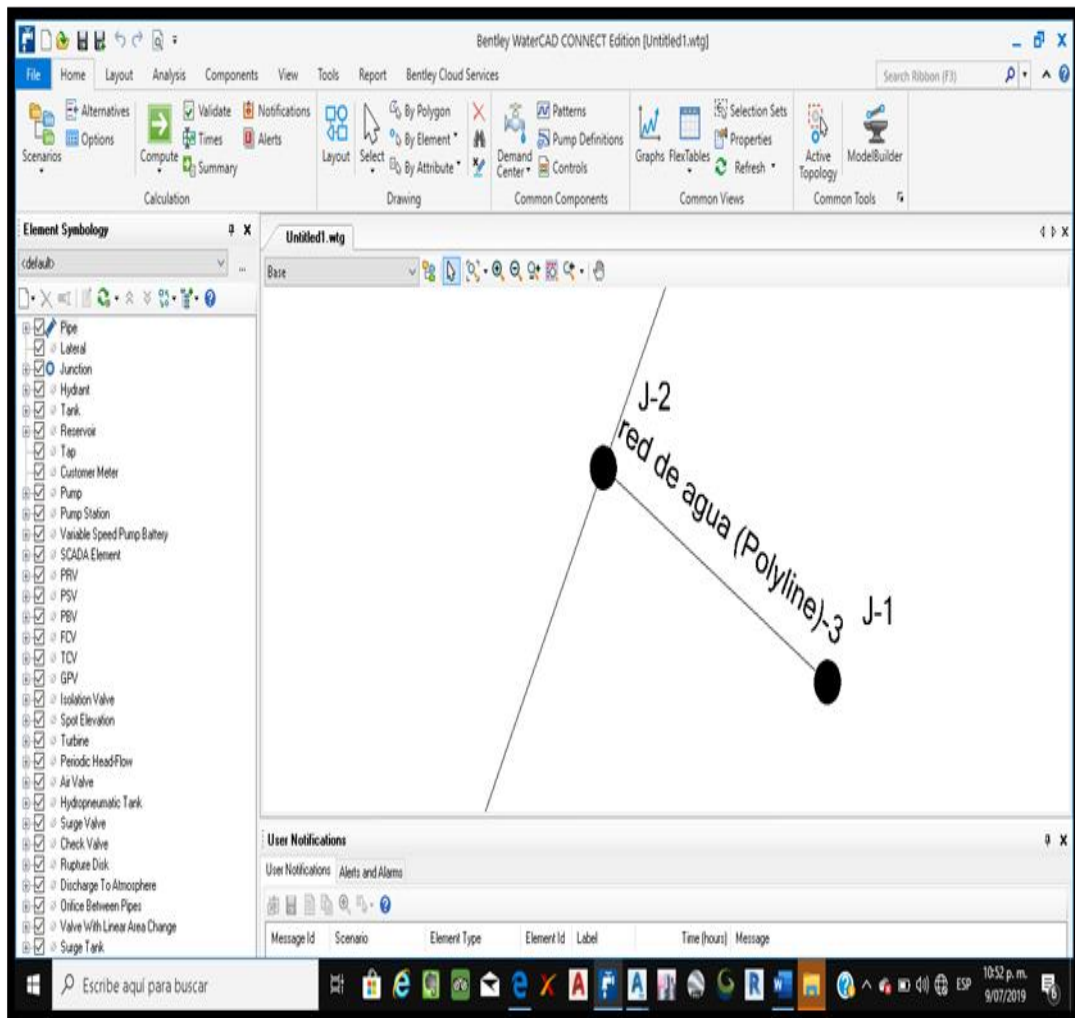 Bentley WaterCAD CONNECT Edition [Untitled1.wtg]
File Home Layout Analysis Components View Tools Report Bentley Cloud Services Search Ribbon (F3)
Scenarios
Alternatives
Options
Compute
Validate
Times
Summary
Notifications
Alerts
Calculation
Layout
Select
By Polygon
By Element
By Attribute
Drawing
Demand Center
Patterns
Pump Definitions
Controls
Common Components
Graphs
FlexTables
Selection Sets
Properties
Refresh
Common Views
Active Topology
ModelBuilder
Common Tools
Element Symbology
<default>
Pipe
Lateral
Junction
Hydrant
Tank
Reservoir
Tap
Customer Meter
Pump
Pump Station
Variable Speed Pump Battery
SCADA Element
PRV
PSV
PBV
FCV
TCV
GPV
Isolation Valve
Spot Elevation
Turbine
Periodic Head-Flow
Air Valve
Hydropneumatic Tank
Surge Valve
Check Valve
Rupture Disk
Discharge To Atmosphere
Orifice Between Pipes
Valve With Linear Area Change
Surge Tank
Untitled1.wtg
Base
J-2
red de agua (Polyline)-3
J-1
User Notifications
User Notifications Alerts and Alarms
Message Id Scenario Element Type Element Id Label Time (hours) Message
Escribe aquí para buscar
ESP
10:52 p. m.
9/07/2019